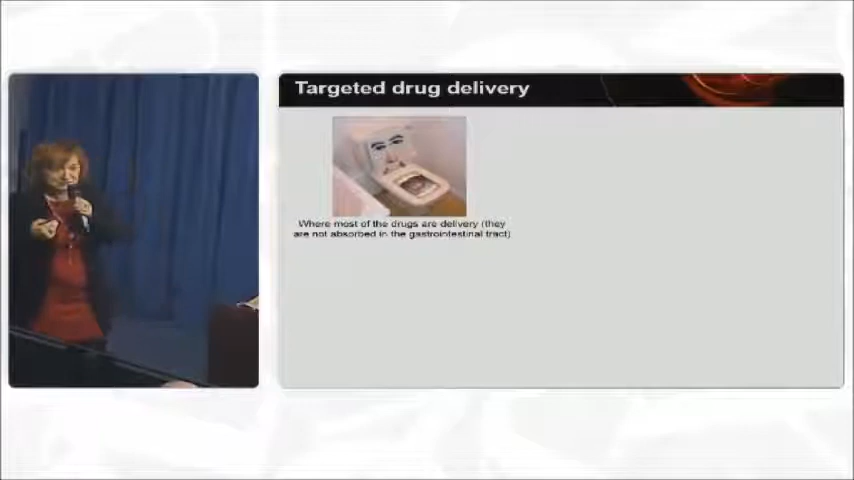 Targeted drug delivery
Where most of the drugs are delivery (they
are not absorbed in the gastrointestinal tract)